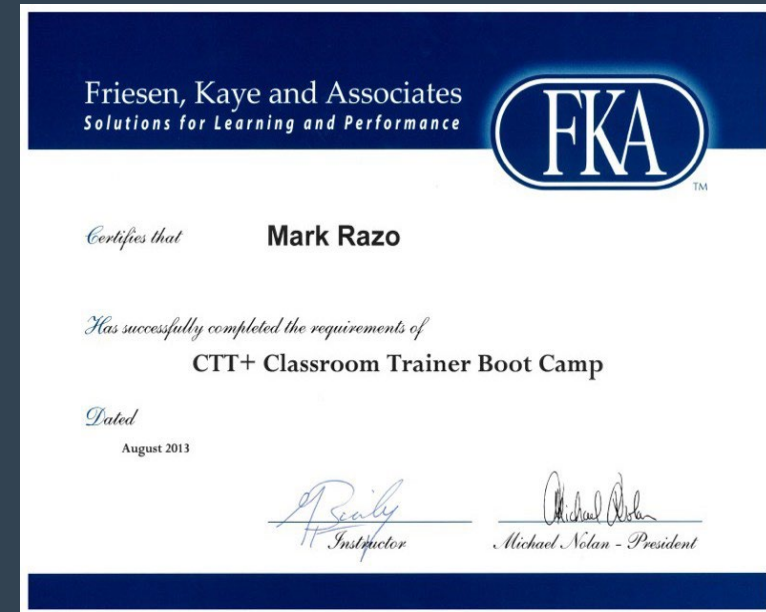 Friesen, Kaye and Associates
Solutions for Learning and Performance
FKA
TM
Certifies that
Mark Razo
Has successfully completed the requirements of
CTT+ Classroom Trainer Boot Camp
Dated
August 2013
Instructor
Michael Nolan - President